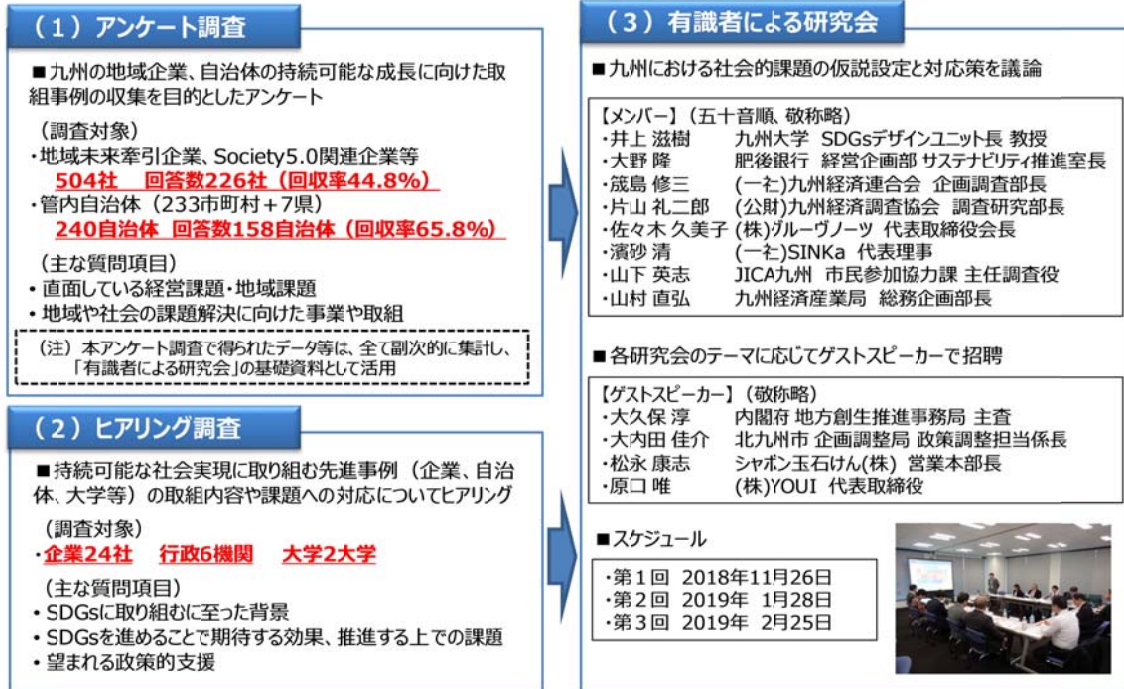 (1) アンケート調査
■九州の地域企業、自治体の持続可能な成長に向けた取
組事例の収集を目的としたアンケート
（調査対象）
・地域未来牽引企業、Society5.0関連企業等
504社 回答数226社（回収率44.8%）
・管内自治体（233市町村＋7県）
240自治体 回答数158自治体（回収率65.8%）
（主な質問項目）
• 直面している経営課題・地域課題
• 地域や社会の課題解決に向けた事業や取組
（注）本アンケート調査で得られたデータ等は、全て副次的に集計し、
「有識者による研究会」の基礎資料として活用
(2) ヒアリング調査
■持続可能な社会実現に取り組む先進事例（企業、自治
体、大学等）の取組内容や課題への対応についてヒアリング
（調査対象）
・企業24社 行政6機関 大学2大学
（主な質問項目）
• SDGsに取り組むに至った背景
• SDGsを進めることで期待する効果、推進する上での課題
• 望まれる政策的支援
(3) 有識者による研究会
■九州における社会的課題の仮説設定と対応策を議論
【メンバー】（五十音順、敬称略）
・井上 滋樹 九州大学 SDGsデザインユニット長 教授
・大野 隆 肥後銀行 経営企画部 サステナビリティ推進室長
・筬島 修三 (一社)九州経済連合会 企画調査部長
・片山 礼二郎 (公財)九州経済調査協会 調査研究部長
・佐々木 久美子 (株)グルーヴノーツ 代表取締役会長
・濱砂 清 (一社)SINKa 代表理事
・山下 英志 JICA九州 市民参加協力課 主任調査役
・山村 直弘 九州経済産業局 総務企画部長
■各研究会のテーマに応じてゲストスピーカーで招聘
【ゲストスピーカー】（敬称略）
・大久保 淳 内閣府 地方創生推進事務局 主査
・大内田 佳介 北九州市 企画調整局 政策調整担当係長
・松永 康志 シャボン玉石けん(株) 営業本部長
・原口 唯 (株)YOUI 代表取締役
■スケジュール
・第1回 2018年11月26日
・第2回 2019年 1月28日
・第3回 2019年 2月25日